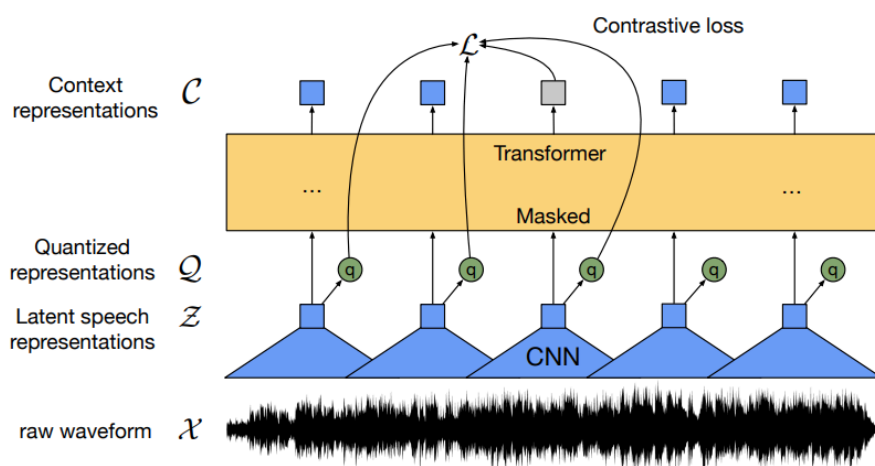 Contrastive loss
ℒ
Context
representations 𝒞
Transformer
... ...
Masked
Quantized
representations 𝒬
q q q q q
Latent speech
representations 𝒵
CNN
raw waveform 𝒳